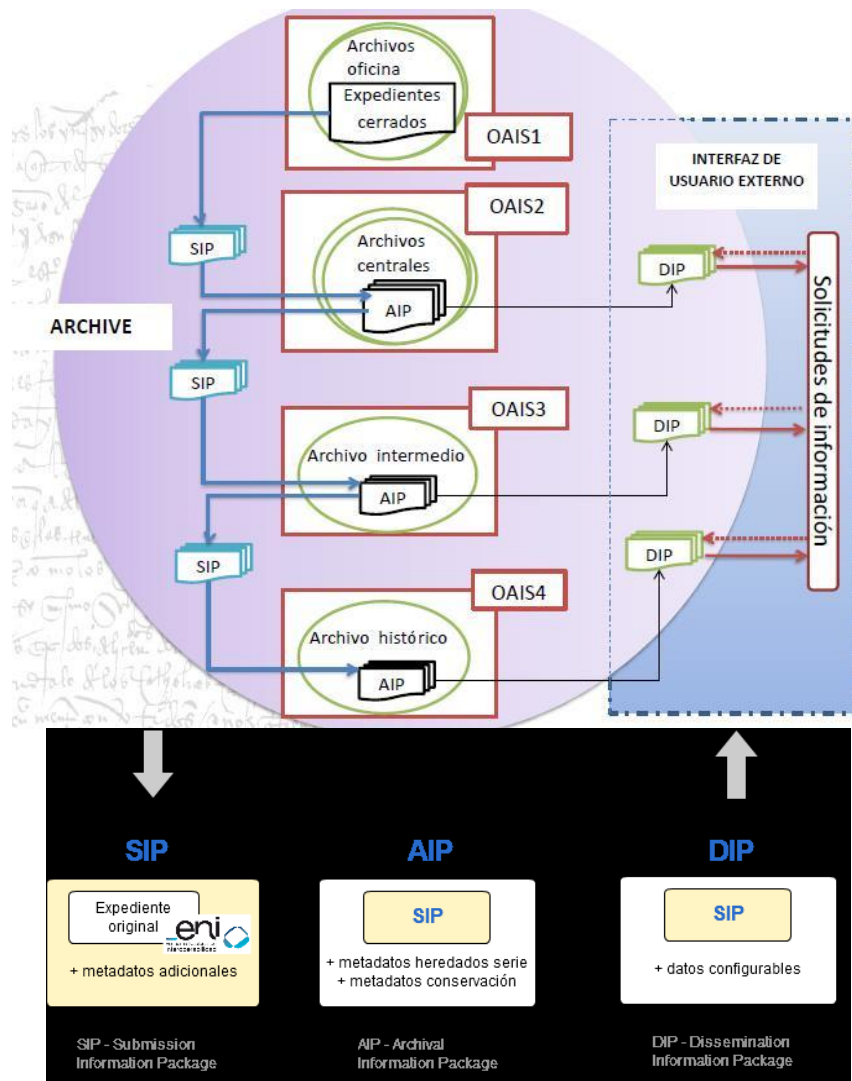 Archivos
oficina
Expedientes
cerrados
OAIS1
INTERFAZ DE
USUARIO EXTERNO
OAIS2
SIP
Archivos
centrales
AIP
DIP
ARCHIVE
SIP
Solicitudes de información
OAIS3
DIP
Archivo intermedio
AIP
SIP
DIP
OAIS4
Archivo histórico
AIP
SIP
AIP
DIP
Expediente
original
eni
+ metadatos adicionales
SIP
+ metadatos heredados serie
+ metadatos conservación
SIP
+ datos configurables
SIP - Submission
Information Package
AIP - Archival
Information Package
DIP - Dissemination
Information Package